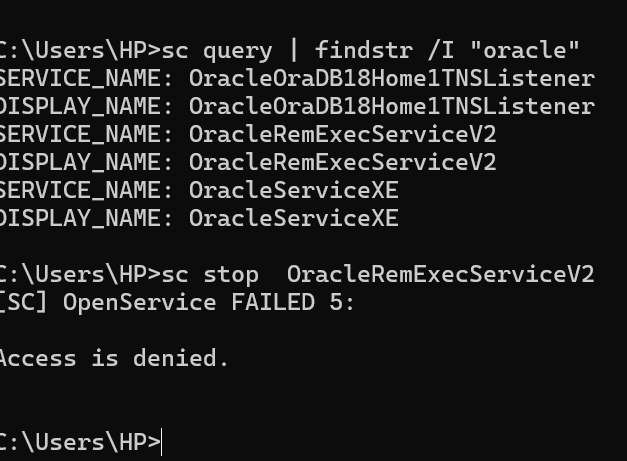 C:\Users\HP>sc query | findstr /I "oracle"
SERVICE_NAME: OracleOraDB18Home1TNSListener
DISPLAY_NAME: OracleOraDB18Home1TNSListener
SERVICE_NAME: OracleRemExecServiceV2
DISPLAY_NAME: OracleRemExecServiceV2
SERVICE_NAME: OracleServiceXE
DISPLAY_NAME: OracleServiceXE
C:\Users\HP>sc stop  OracleRemExecServiceV2
[SC] OpenService FAILED 5:
Access is denied.
C:\Users\HP>